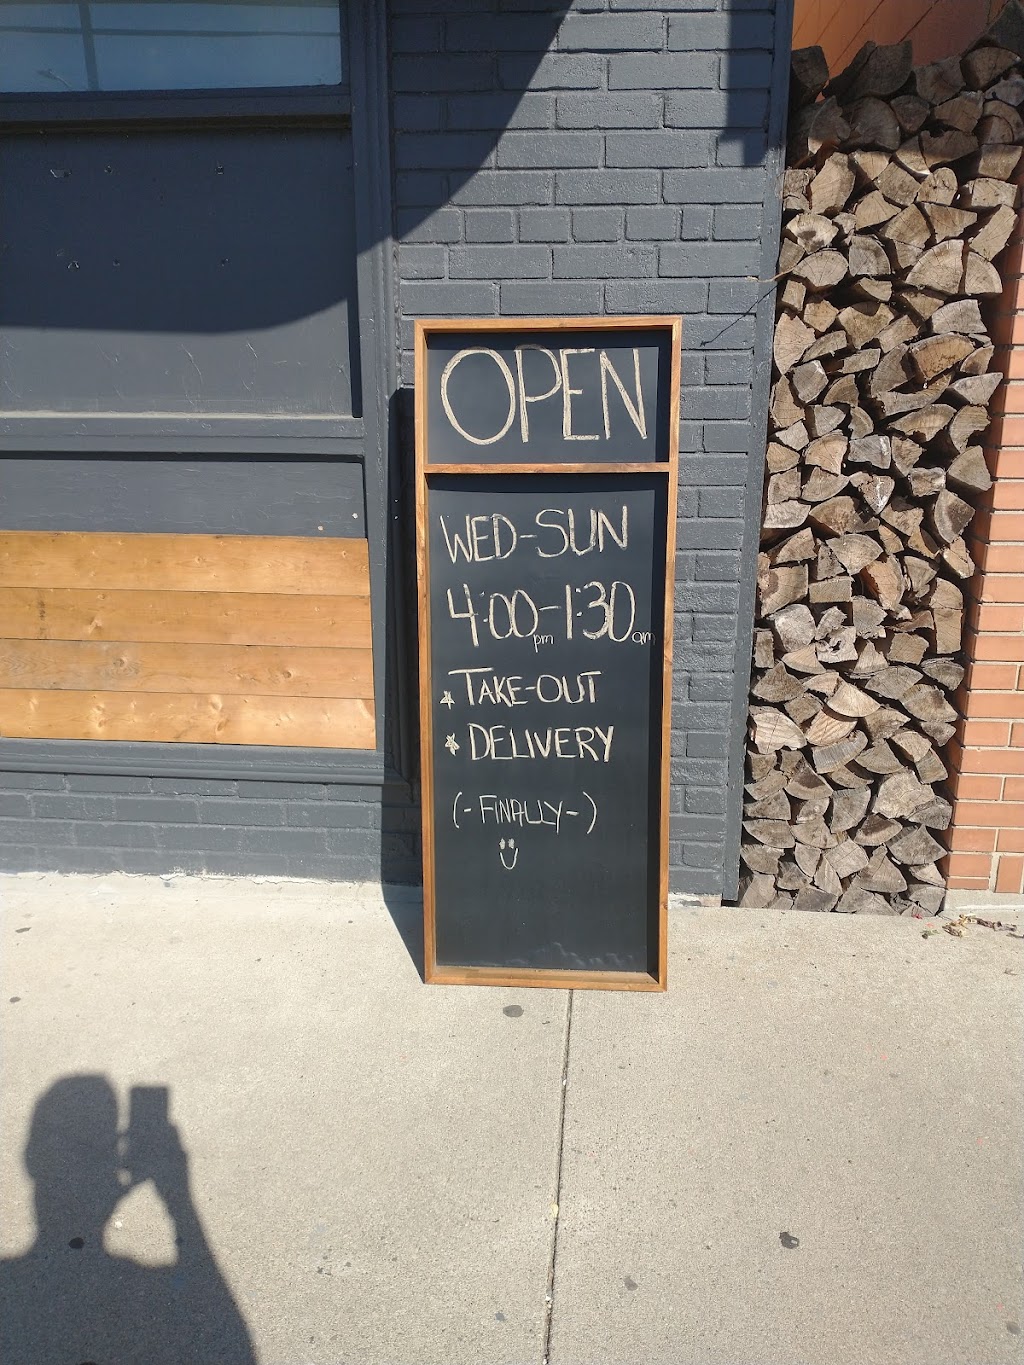 OPEN
WED-SUN
4:00pm-1:30am
* TAKE-OUT
* DELIVERY
(-FINALLY-)